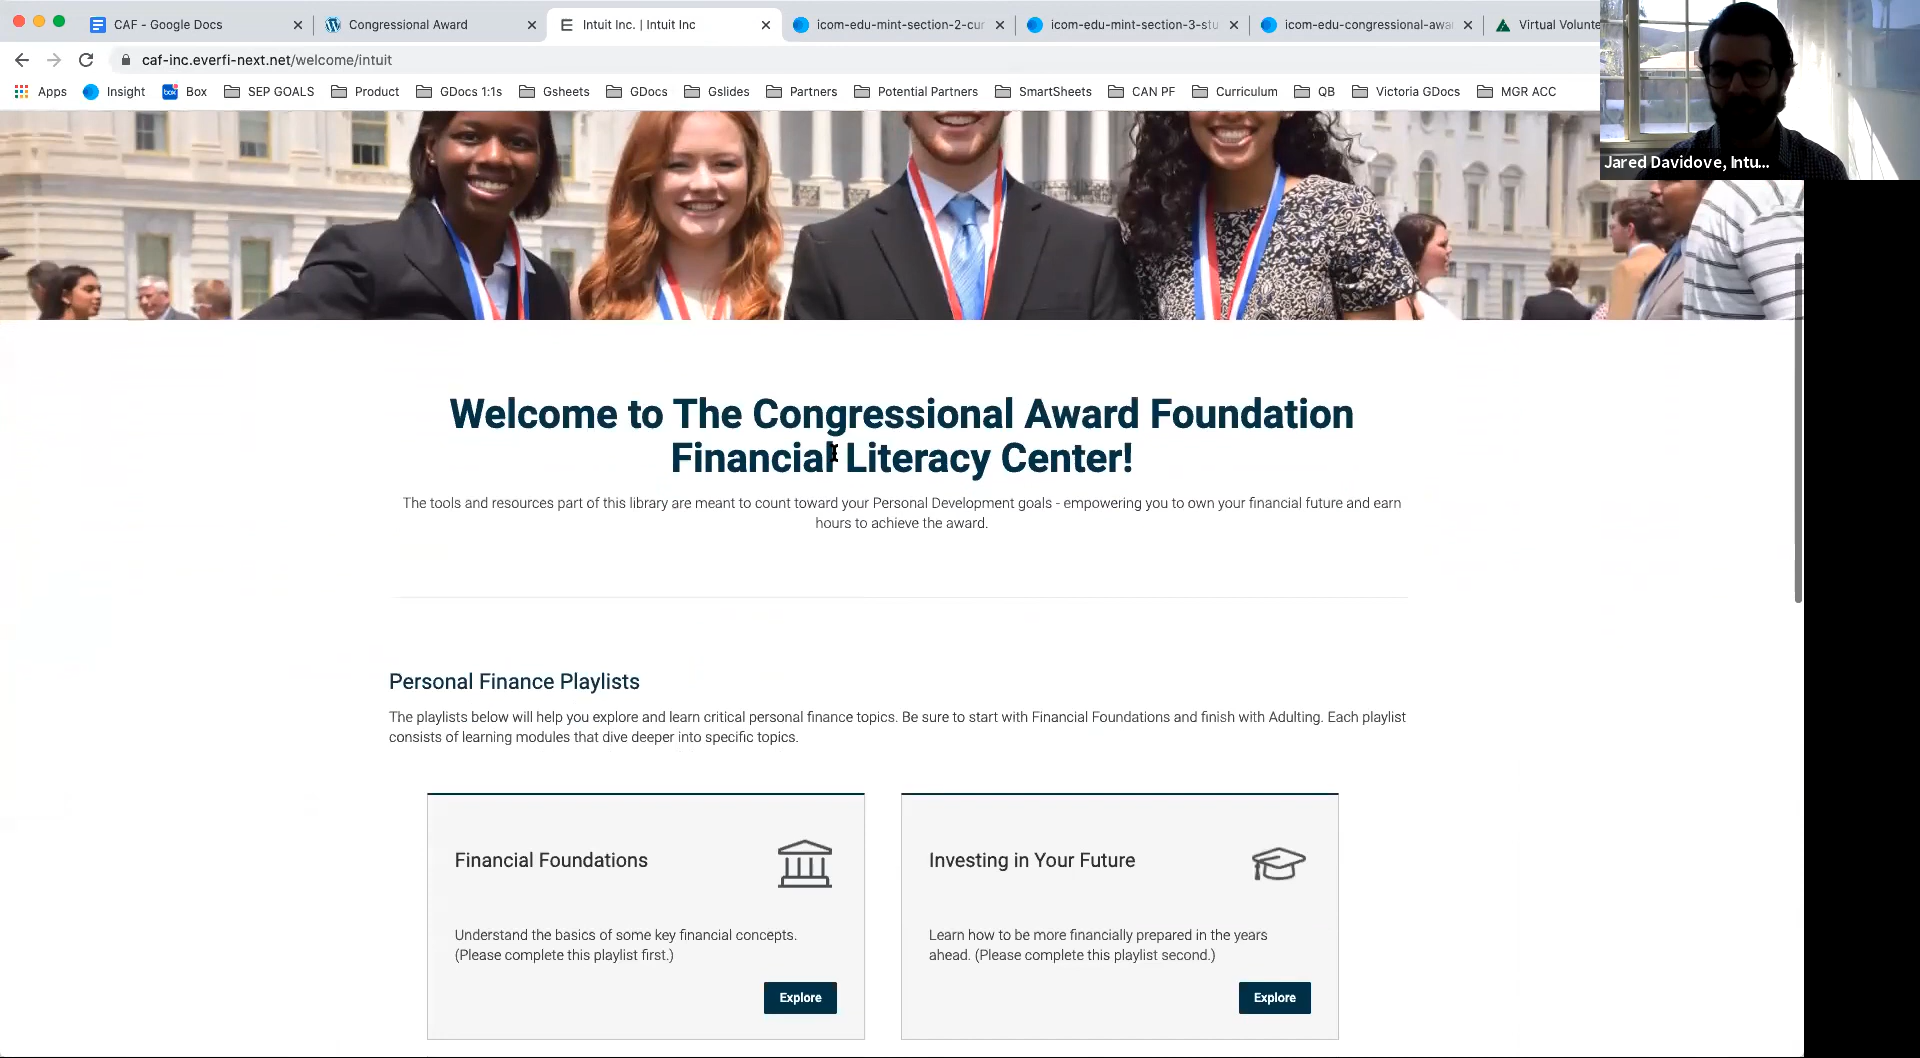 CAF - Google Docs
Congressional Award
Intuit Inc. | Intuit Inc
icom-edu-mint-section-2-cur
icom-edu-mint-section-3-stu
icom-edu-congressional-awa
Virtual Volunte
caf-inc.everfi-next.net/welcome/intuit
Apps Insight Box SEP GOALS Product GDocs 1:1s Gsheets GDocs Gslides Partners Potential Partners SmartSheets CAN PF Curriculum QB Victoria GDocs MGR ACC
Jared Davidove, Intu...
Welcome to The Congressional Award Foundation
Financial Literacy Center!
The tools and resources part of this library are meant to count toward your Personal Development goals - empowering you to own your financial future and earn
hours to achieve the award.
Personal Finance Playlists
The playlists below will help you explore and learn critical personal finance topics. Be sure to start with Financial Foundations and finish with Adulting. Each playlist
consists of learning modules that dive deeper into specific topics.
Financial Foundations
Understand the basics of some key financial concepts.
(Please complete this playlist first.)
Explore
Investing in Your Future
Learn how to be more financially prepared in the years
ahead. (Please complete this playlist second.)
Explore